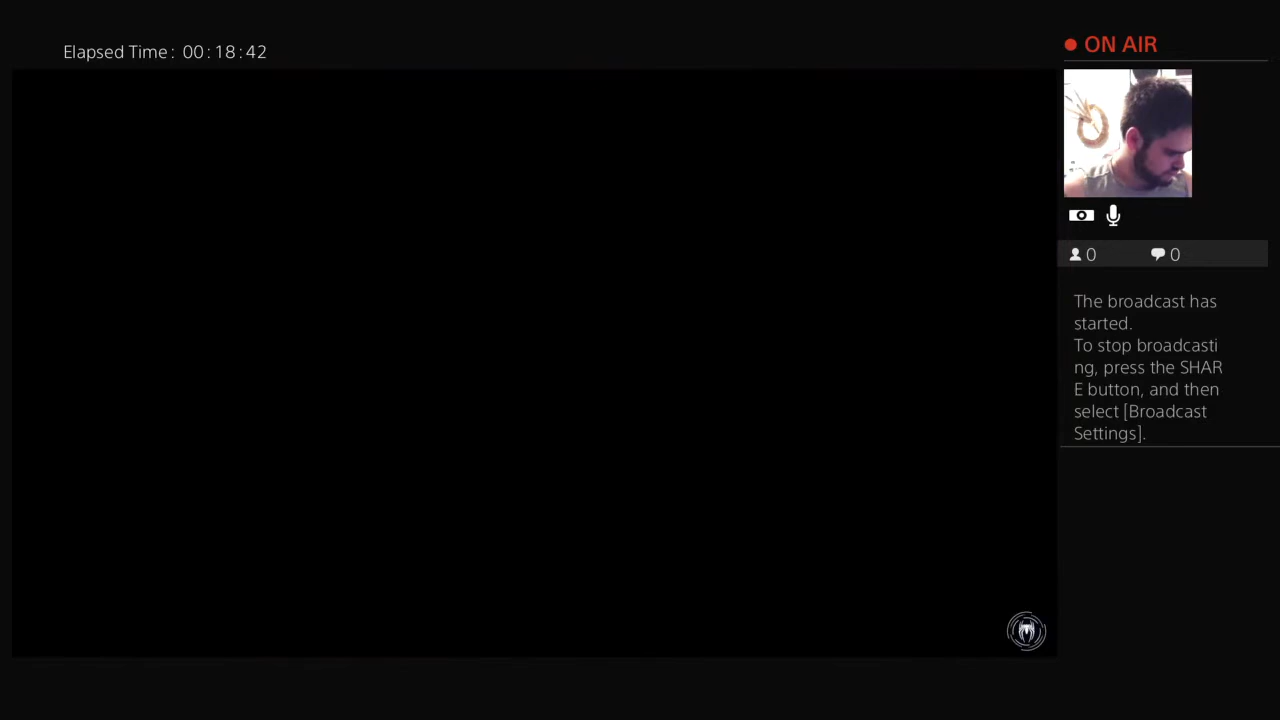 Elapsed Time: 00:18:42
ON AIR
0 0
The broadcast has
started.
To stop broadcasti
ng, press the SHAR
E button, and then
select [Broadcast
Settings].